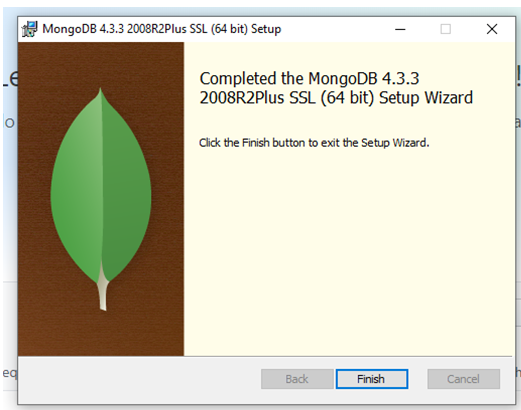 MongoDB 4.3.3 2008R2Plus SSL (64 bit) Setup
Completed the MongoDB 4.3.3
2008R2Plus SSL (64 bit) Setup Wizard
Click the Finish button to exit the Setup Wizard.
Back Finish Cancel